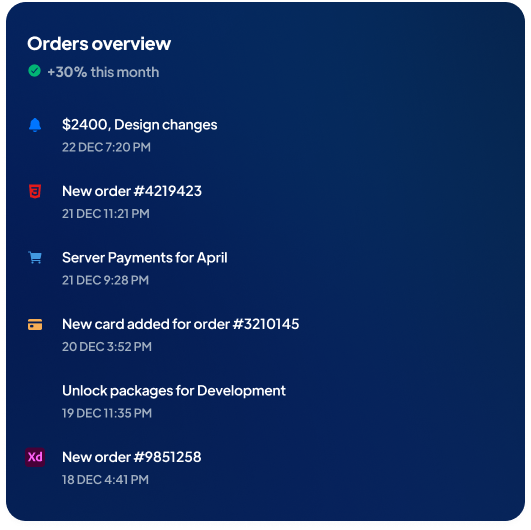 Orders overview
+30% this month
$2400, Design changes
22 DEC 7:20 PM
New order #4219423
21 DEC 11:21 PM
Server Payments for April
21 DEC 9:28 PM
New card added for order #3210145
20 DEC 3:52 PM
Unlock packages for Development
19 DEC 11:35 PM
Xd New order #9851258
18 DEC 4:41 PM